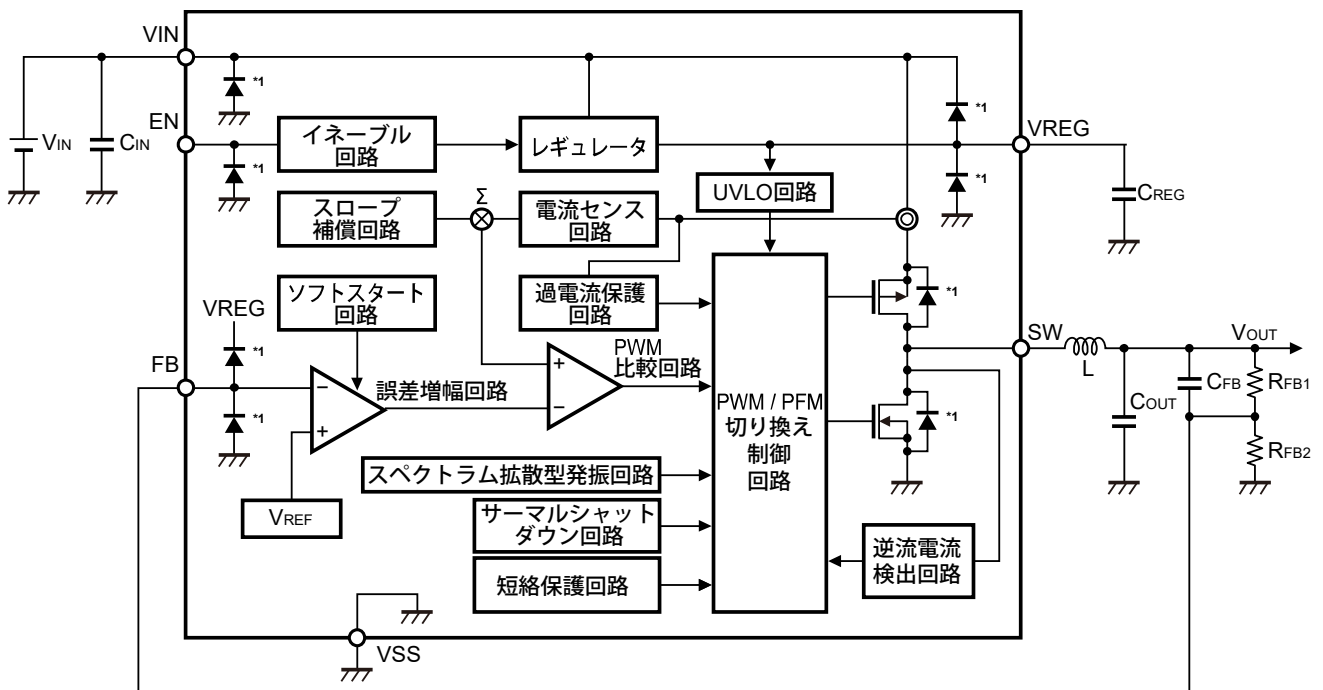 VIN
*1
*1
EN
VIN
CIN
イネーブル
回路
レギュレータ
*1
VREG
*1
*1
UVLO回路
CREG
スロープ
補償回路
Σ
電流センス
回路
VREG
ソフトスタート
回路
過電流保護
回路
*1
*1
FB
PWM
比較回路
SW
L
VOUT
CFB
RFB1
COUT
RFB2
−
+
誤差増幅回路
+
−
*1
*1
PWM / PFM
切り換え
制御
回路
スペクトラム拡散型発振回路
VREF
サーマルシャット
ダウン回路
短絡保護回路
逆流電流
検出回路
VSS